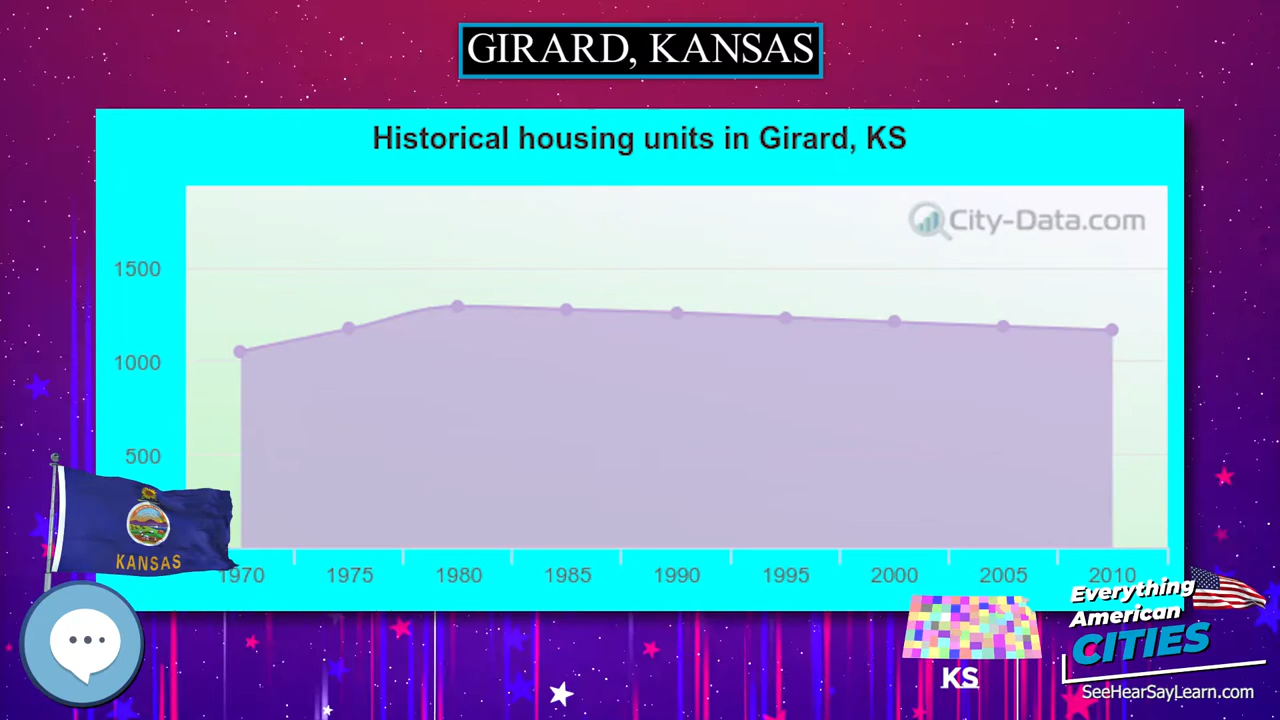 GIRARD, KANSAS
Historical housing units in Girard, KS
City-Data.com
1500
1000
500
KANSAS
1970 1975 1980 1985 1990 1995 2000 2005 2010
Everything
American
CITIES
KS
SeeHearSayLearn.com